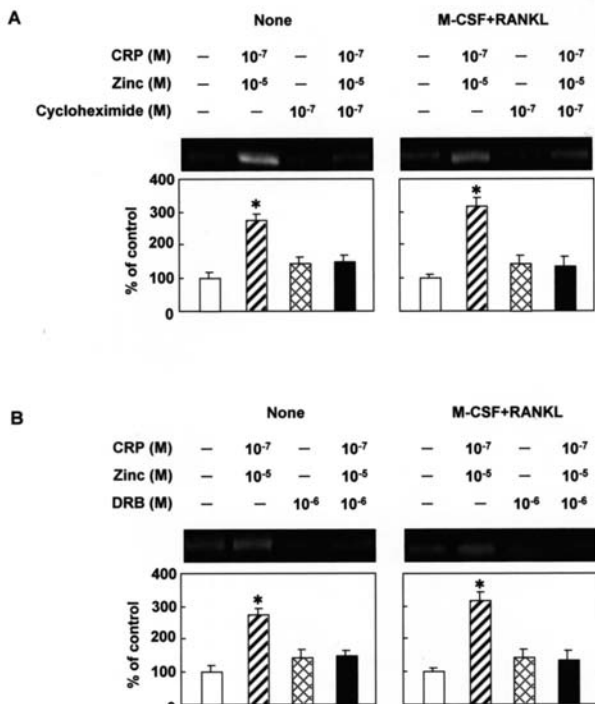 A
None M-CSF+RANKL
CRP (M) — 10⁻⁷ — 10⁻⁷ — 10⁻⁷ — 10⁻⁷
Zinc (M) — 10⁻⁵ — 10⁻⁵ — 10⁻⁵ — 10⁻⁵
Cycloheximide (M) — — 10⁻⁷ 10⁻⁷ — — 10⁻⁷ 10⁻⁷
400
300
200
100
0
% of control
* *
B
None M-CSF+RANKL
CRP (M) — 10⁻⁷ — 10⁻⁷ — 10⁻⁷ — 10⁻⁷
Zinc (M) — 10⁻⁵ — 10⁻⁵ — 10⁻⁵ — 10⁻⁵
DRB (M) — — 10⁻⁶ 10⁻⁶ — — 10⁻⁶ 10⁻⁶
400
300
200
100
0
% of control
* *